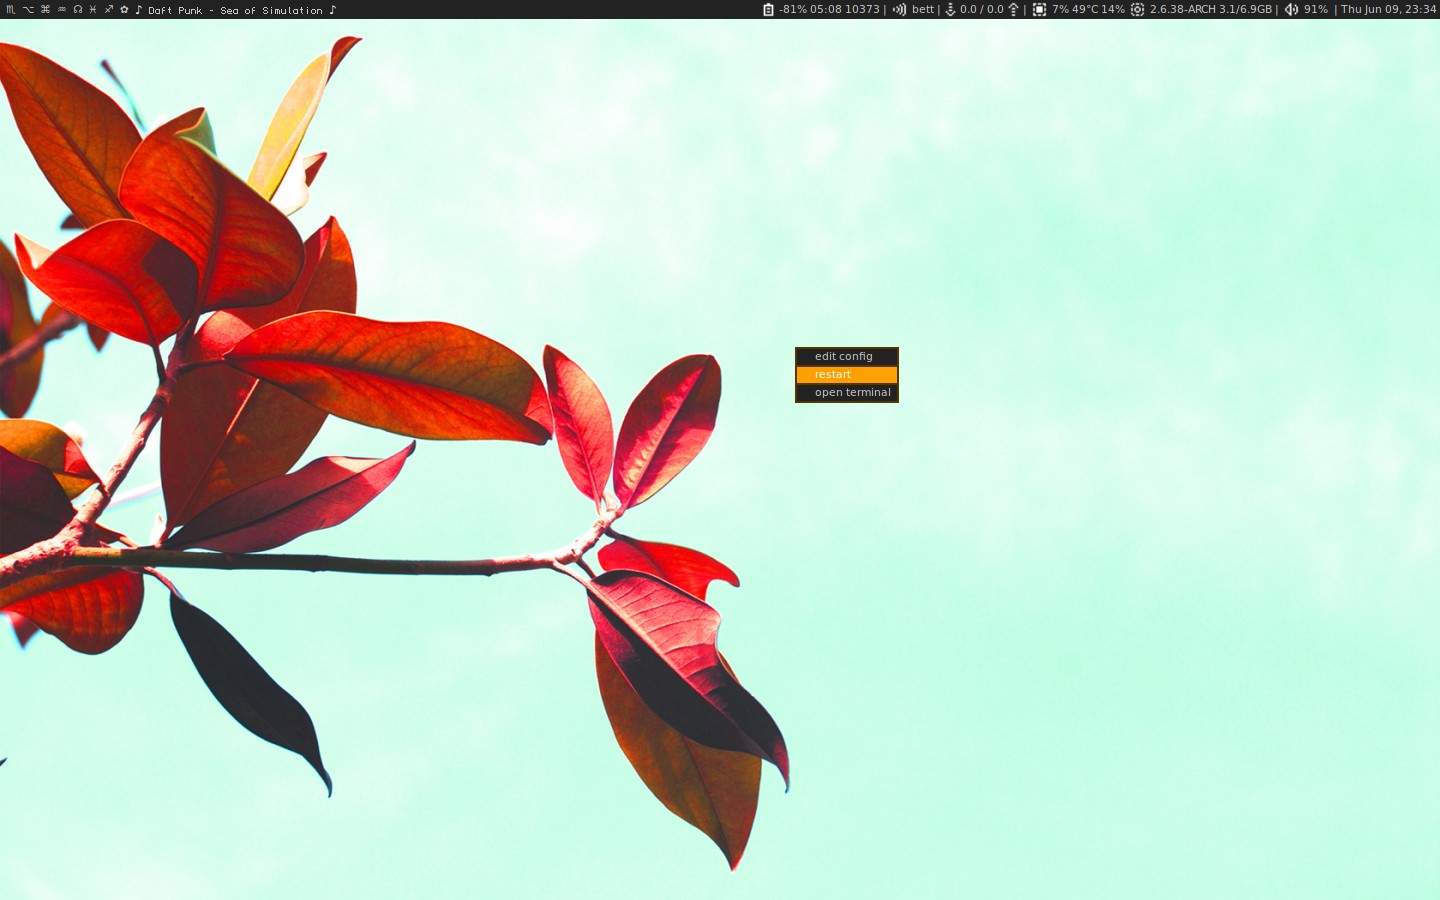 ♏ ⌥ ⌘ ♒ ☊ ♓ ♐ ✿ ♪ Daft Punk - Sea of Simulation ♪
-81% 05:08 10373 | bett | 0.0 / 0.0 | 7% 49°C 14% 2.6.38-ARCH 3.1/6.9GB | 91% | Thu Jun 09, 23:34
edit config
restart
open terminal